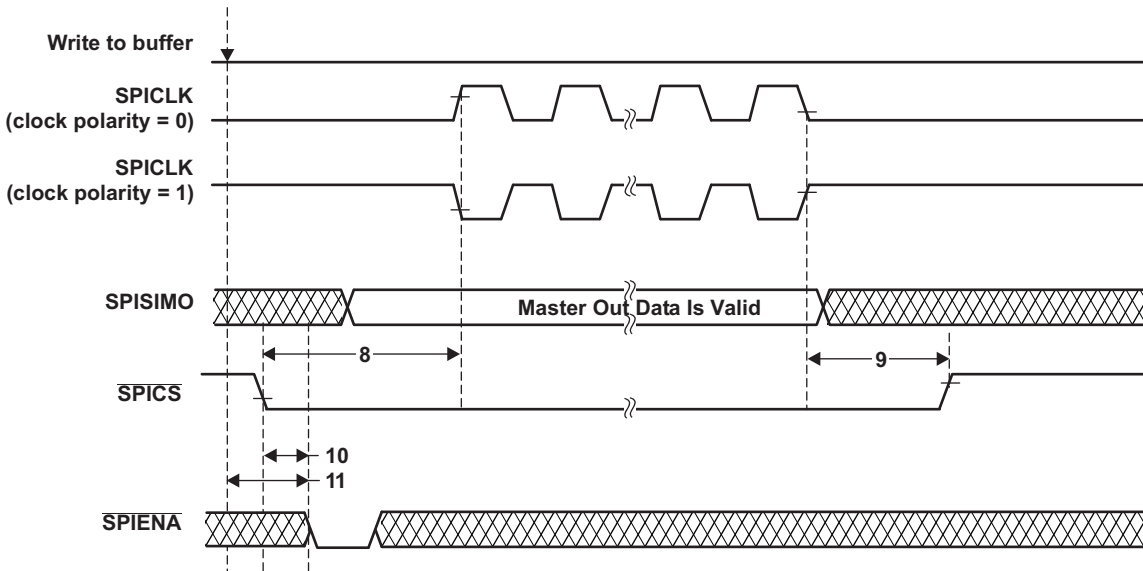 Write to buffer
SPICLK
(clock polarity = 0)
SPICLK
(clock polarity = 1)
SPISIMO
Master Out Data Is Valid
8
9
SPICS
10
11
SPIENA